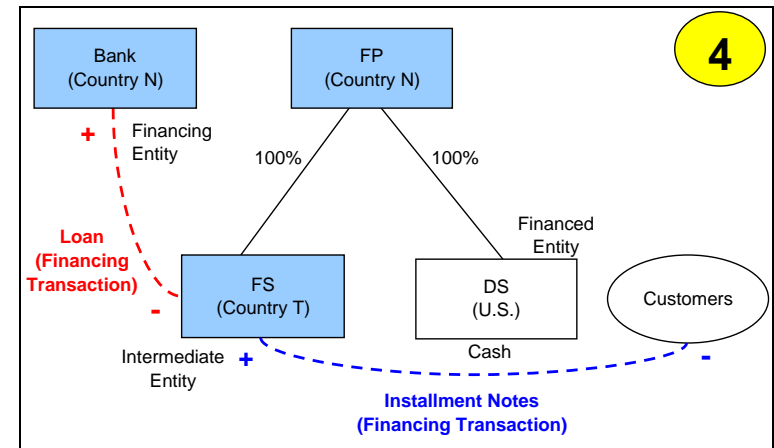 4
Bank
(Country N)
FP
(Country N)
+
Financing
Entity
100%
100%
Financed
Entity
Loan
(Financing
Transaction)
-
FS
(Country T)
DS
(U.S.)
Customers
Intermediate
Entity
+
Cash
-
Installment Notes
(Financing Transaction)